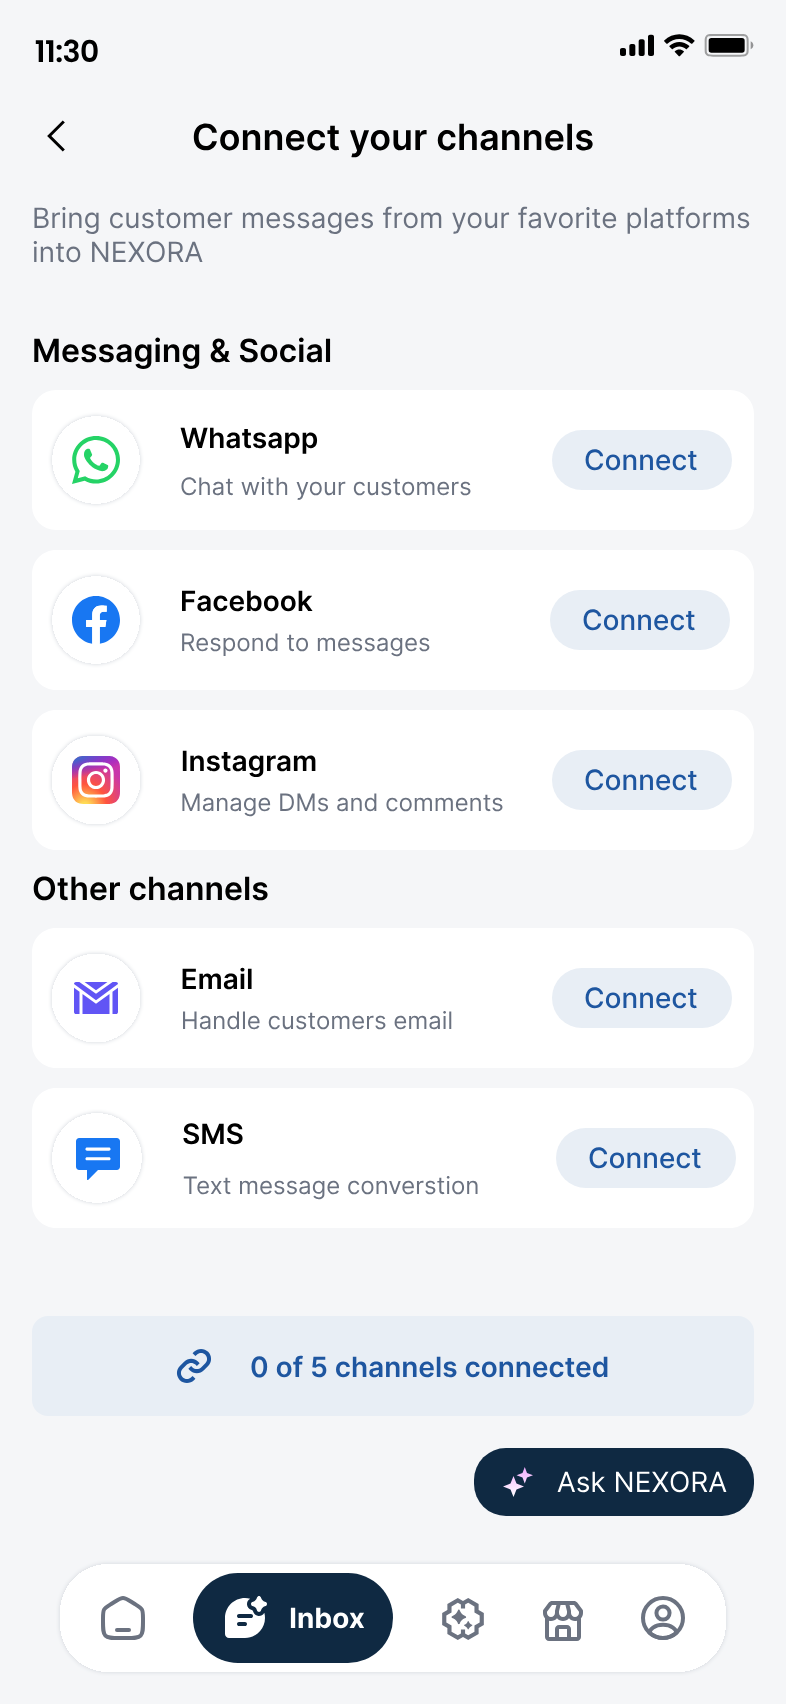 11:30
Connect your channels
Bring customer messages from your favorite platforms
into NEXORA
Messaging & Social
Whatsapp
Chat with your customers
Connect
Facebook
Respond to messages
Connect
Instagram
Manage DMs and comments
Connect
Other channels
Email
Handle customers email
Connect
SMS
Text message converstion
Connect
0 of 5 channels connected
Ask NEXORA
Inbox